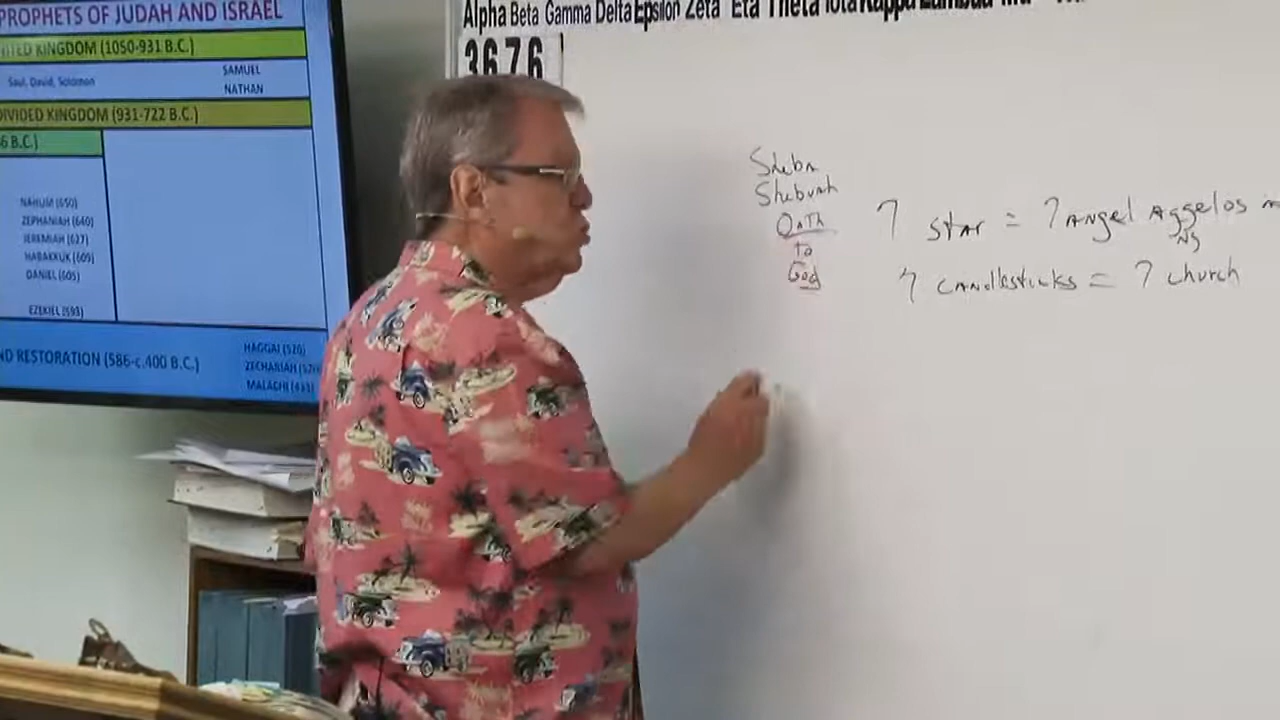 PROPHETS OF JUDAH AND ISRAEL
ITED KINGDOM (1050-931 B.C.)
Saul, David, Solomon
SAMUEL
NATHAN
DIVIDED KINGDOM (931-722 B.C.)
6 B.C.)
NAHUM (650)
ZEPHANIAH (640)
JEREMIAH (627)
HABAKKUK (609)
DANIEL (605)
EZEKIEL (593)
ND RESTORATION (586-c.400 B.C.)
HAGGAI (520)
ZECHARIAH
MALACHI
Alpha Beta Gamma Delta Epsilon Zeta Eta Theta Iota Kappa Lambda
3676
Sheba
Shebuah
OATH
to
God
7 STAR = 7 ANGEL AGGELOS
NG
7 CANDLESTICKS = 7 church